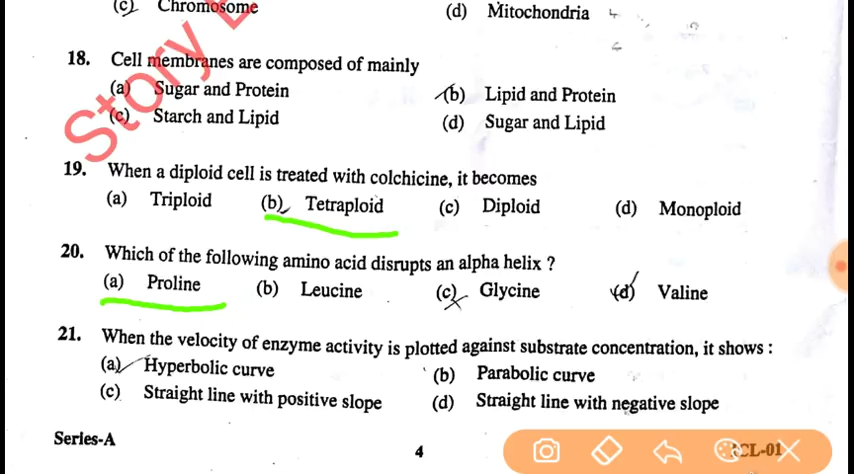 (c) Chromosome (d) Mitochondria
18. Cell membranes are composed of mainly
(a) Sugar and Protein (b) Lipid and Protein
(c) Starch and Lipid (d) Sugar and Lipid
19. When a diploid cell is treated with colchicine, it becomes
(a) Triploid (b) Tetraploid (c) Diploid (d) Monoploid
20. Which of the following amino acid disrupts an alpha helix ?
(a) Proline (b) Leucine (c) Glycine (d) Valine
21. When the velocity of enzyme activity is plotted against substrate concentration, it shows :
(a) Hyperbolic curve (b) Parabolic curve
(c) Straight line with positive slope (d) Straight line with negative slope
Series-A 4 CL-01
Story